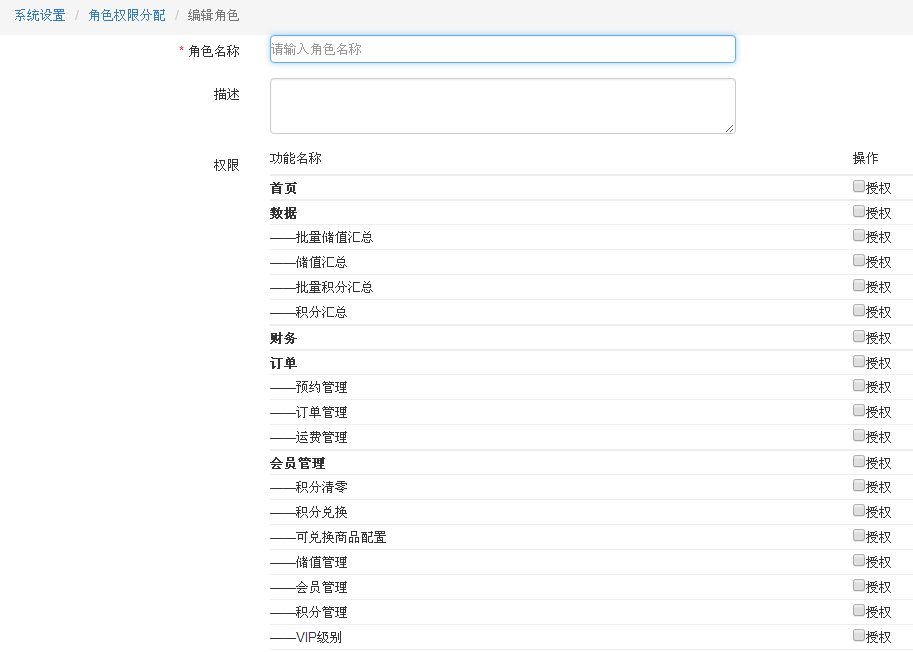 系统设置 / 角色权限分配 / 编辑角色
* 角色名称 请输入角色名称
描述
权限 功能名称 操作
首页 授权
数据 授权
——批量储值汇总 授权
——储值汇总 授权
——批量积分汇总 授权
——积分汇总 授权
财务 授权
订单 授权
——预约管理 授权
——订单管理 授权
——运费管理 授权
会员管理 授权
——积分清零 授权
——积分兑换 授权
——可兑换商品配置 授权
——储值管理 授权
——会员管理 授权
——积分管理 授权
——VIP级别 授权